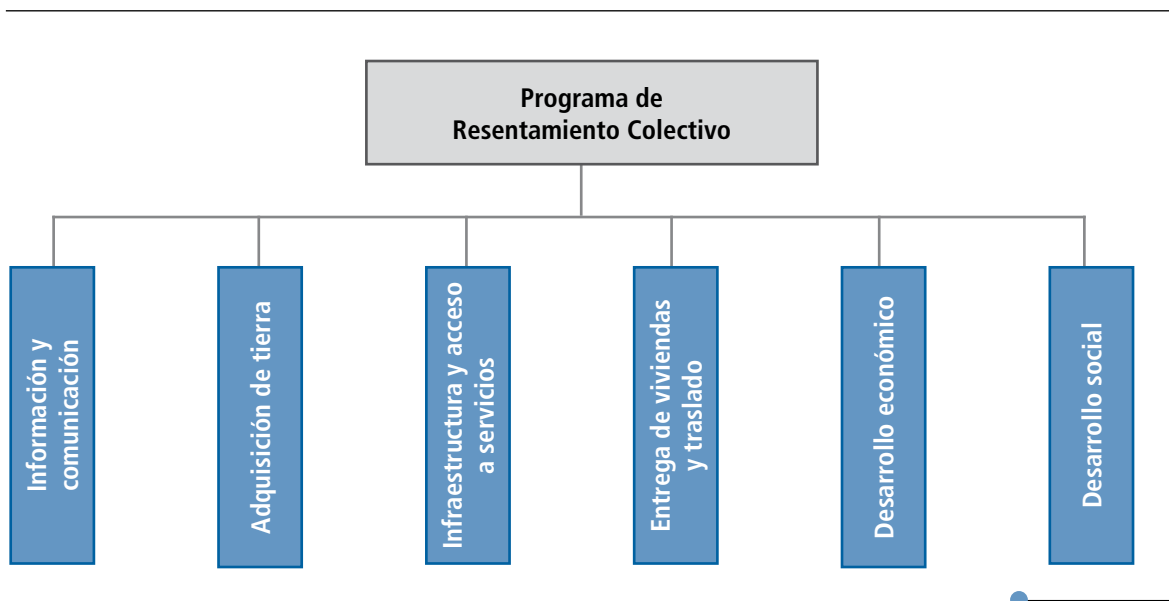 Programa de
Resentamiento Colectivo
Información y
comunicación
Adquisición de tierra
Infraestructura y acceso
a servicios
Entrega de viviendas
y traslado
Desarrollo económico
Desarrollo social